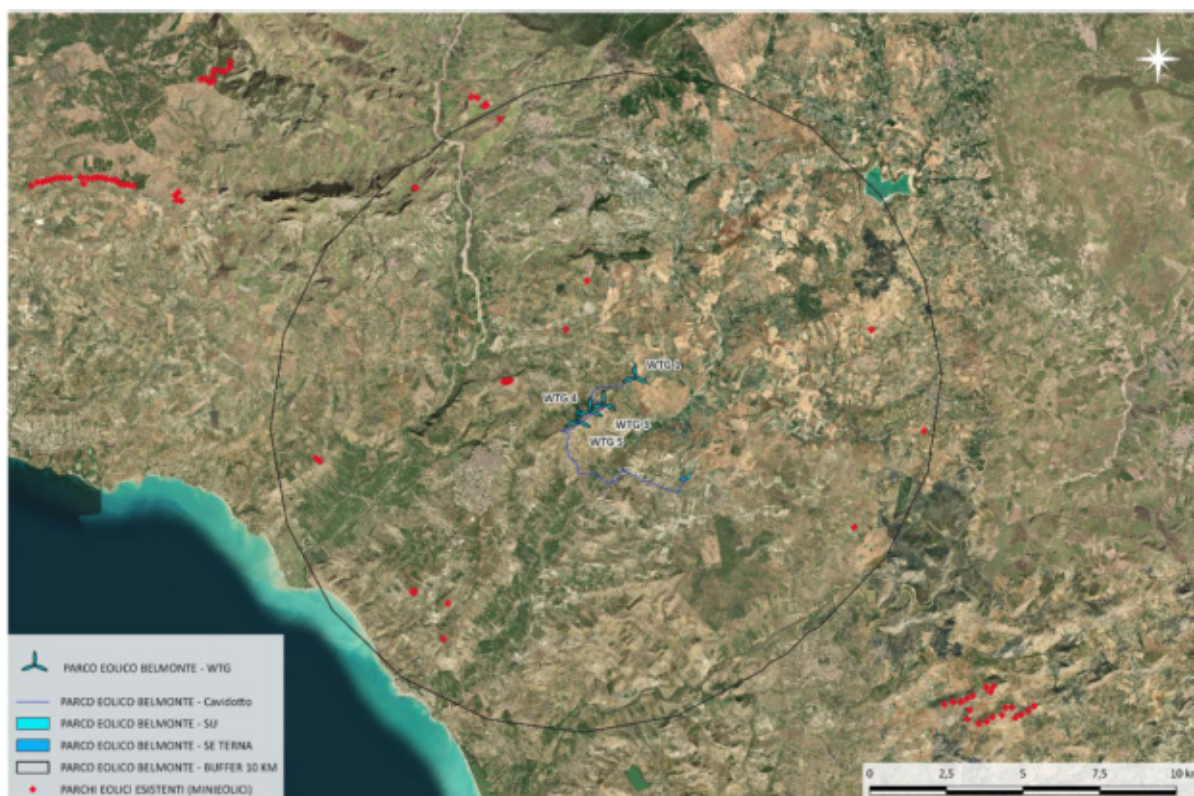 WTG 2
WTG 4
WTG 3
WTG 5
PARCO EOLICO BELMONTE - WTG
PARCO EOLICO BELMONTE - Cavidotto
PARCO EOLICO BELMONTE - SU
PARCO EOLICO BELMONTE - SE TERNA
PARCO EOLICO BELMONTE - BUFFER 10 KM
PARCHI EOLICI ESISTENTI (MINIEOLICI)
0 2,5 5 7,5 10 km